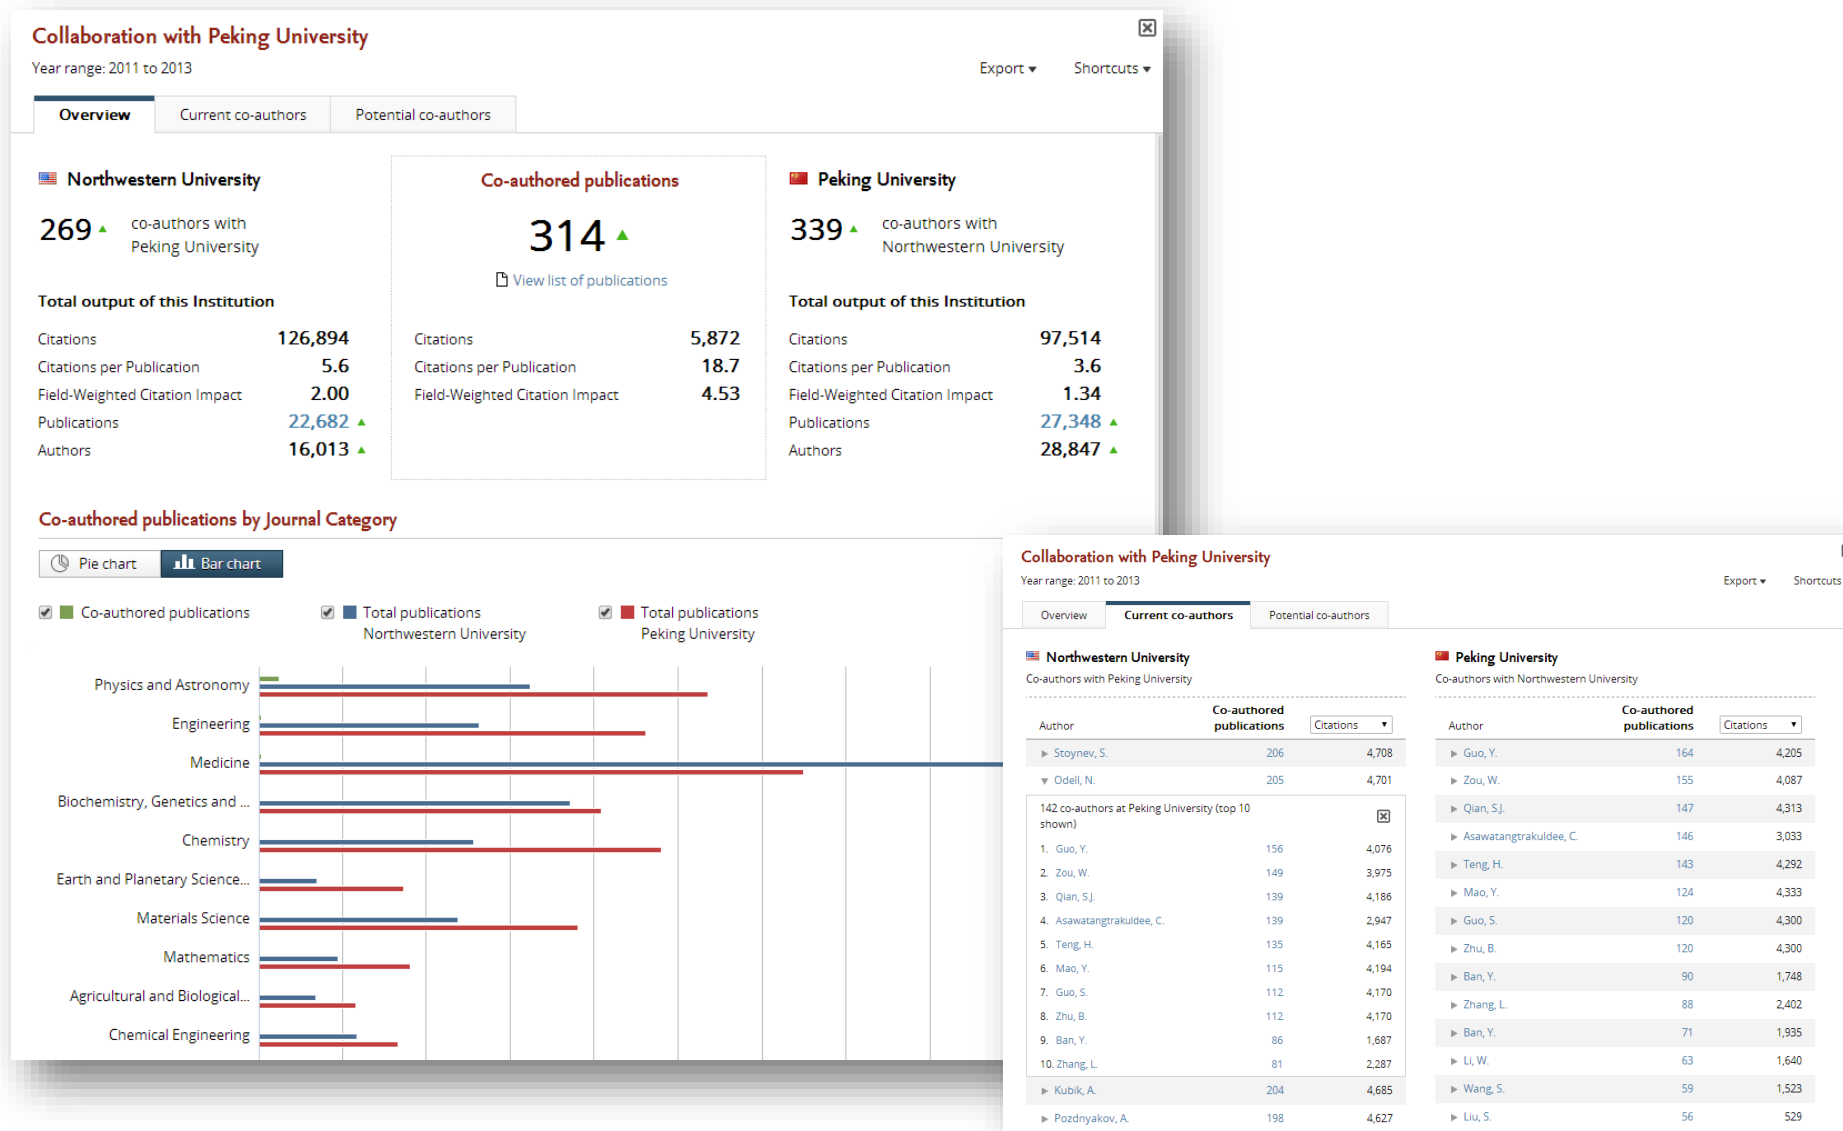 Collaboration with Peking University
Year range: 2011 to 2013
Export
Shortcuts
Overview
Current co-authors
Potential co-authors
Northwestern University
269 co-authors with
Peking University
Total output of this Institution
Citations 126,894
Citations per Publication 5.6
Field-Weighted Citation Impact 2.00
Publications 22,682
Authors 16,013
Co-authored publications
314
View list of publications
Citations 5,872
Citations per Publication 18.7
Field-Weighted Citation Impact 4.53
Peking University
339 co-authors with
Northwestern University
Total output of this Institution
Citations 97,514
Citations per Publication 3.6
Field-Weighted Citation Impact 1.34
Publications 27,348
Authors 28,847
Co-authored publications by Journal Category
Pie chart
Bar chart
Co-authored publications
Total publications
Northwestern University
Total publications
Peking University
Physics and Astronomy
Engineering
Medicine
Biochemistry, Genetics and ...
Chemistry
Earth and Planetary Science...
Materials Science
Mathematics
Agricultural and Biological...
Chemical Engineering
Collaboration with Peking University
Year range: 2011 to 2013
Export
Shortcuts
Overview
Current co-authors
Potential co-authors
Northwestern University
Co-authors with Peking University
Author
Co-authored
publications
Citations
Stoynev, S. 206 4,708
Odell, N. 205 4,701
142 co-authors at Peking University (top 10
shown)
1. Guo, Y. 156 4,076
2. Zou, W. 149 3,975
3. Qian, S.J. 139 4,186
4. Asawatangtrakuldee, C. 139 2,947
5. Teng, H. 135 4,165
6. Mao, Y. 115 4,194
7. Guo, S. 112 4,170
8. Zhu, B. 112 4,170
9. Ban, Y. 86 1,687
10. Zhang, L. 81 2,287
Kubik, A. 204 4,685
Pozdnyakov, A. 198 4,627
Peking University
Co-authors with Northwestern University
Author
Co-authored
publications
Citations
Guo, Y. 164 4,205
Zou, W. 155 4,087
Qian, S.J. 147 4,313
Asawatangtrakuldee, C. 146 3,033
Teng, H. 143 4,292
Mao, Y. 124 4,333
Guo, S. 120 4,300
Zhu, B. 120 4,300
Ban, Y. 90 1,748
Zhang, L. 88 2,402
Ban, Y. 71 1,935
Li, W. 63 1,640
Wang, S. 59 1,523
Liu, S. 56 529